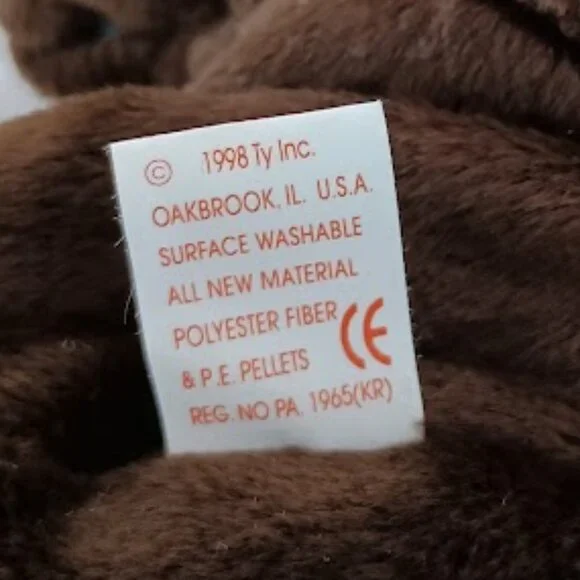 © 1998 Ty Inc.
OAKBROOK, IL. U.S.A.
SURFACE WASHABLE
ALL NEW MATERIAL
POLYESTER FIBER
& P.E. PELLETS CE
REG. NO PA. 1965(KR)